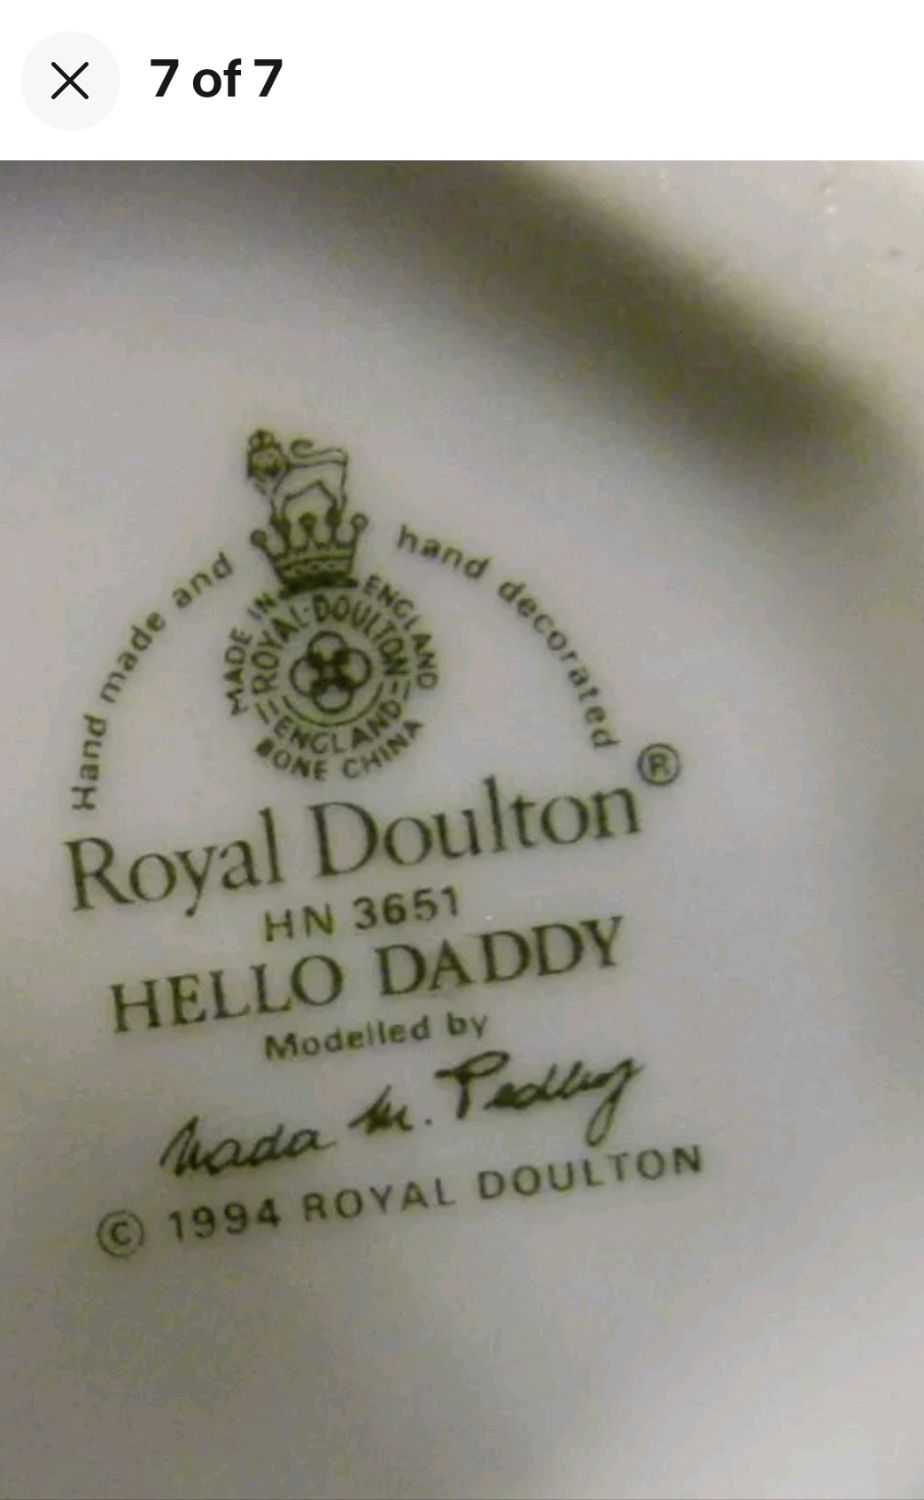 7 of 7
Hand made and hand decorated
MADE IN ENGLAND
ROYAL·DOULTON
ENGLAND
BONE CHINA
Royal Doulton®
HN 3651
HELLO DADDY
Modelled by
Nada M. Pedley
© 1994 ROYAL DOULTON